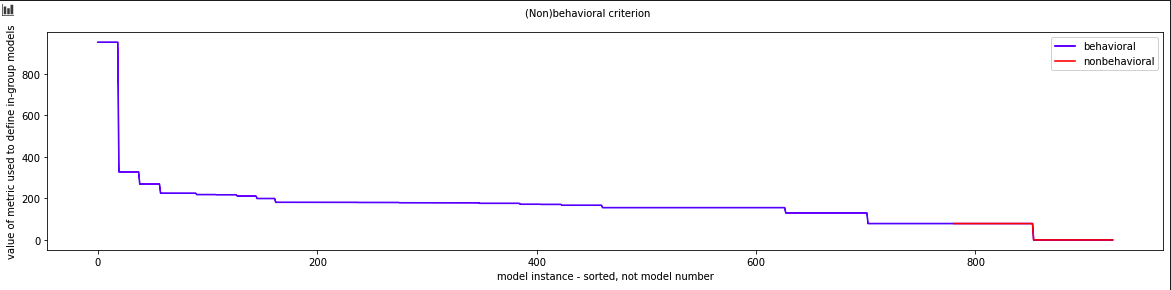 (Non)behavioral criterion
value of metric used to define in-group models
800
600
400
200
0
behavioral
nonbehavioral
0
200
400
600
800
model instance - sorted, not model number